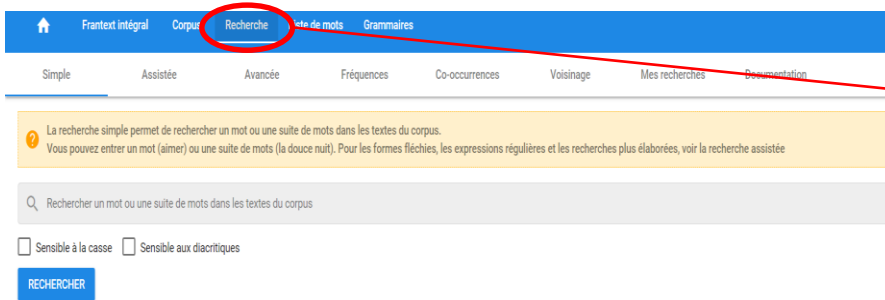 Frantext intégral Corpus Recherche Liste de mots Grammaires
Simple Assistée Avancée Fréquences Co-occurrences Voisinage Mes recherches Documentation
? La recherche simple permet de rechercher un mot ou une suite de mots dans les textes du corpus.
Vous pouvez entrer un mot (aimer) ou une suite de mots (la douce nuit). Pour les formes fléchies, les expressions régulières et les recherches plus élaborées, voir la recherche assistée
Rechercher un mot ou une suite de mots dans les textes du corpus
Sensible à la casse Sensible aux diacritiques
RECHERCHER